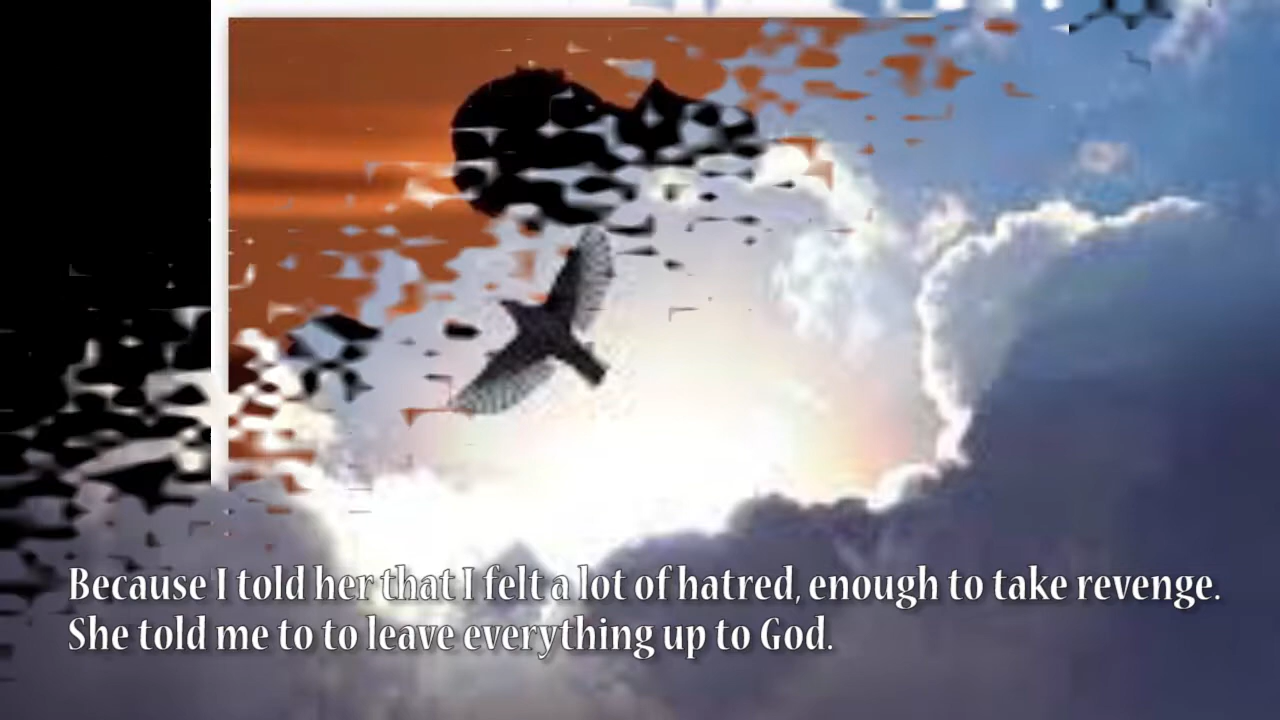 Because I told her that I felt a lot of hatred, enough to take revenge.
She told me to to leave everything up to God.